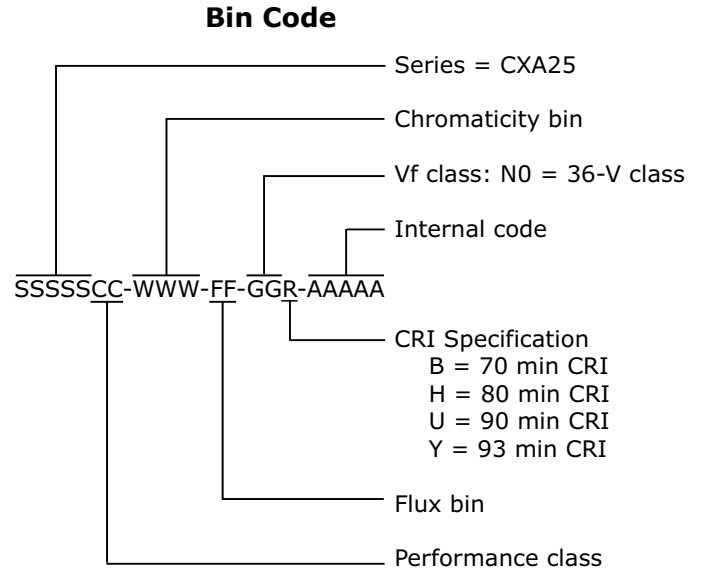 Bin Code
Series = CXA25
Chromaticity bin
Vf class: N0 = 36-V class
Internal code
SSSSSCC-WWW-FF-GGR-AAAAA
CRI Specification
B = 70 min CRI
H = 80 min CRI
U = 90 min CRI
Y = 93 min CRI
Flux bin
Performance class